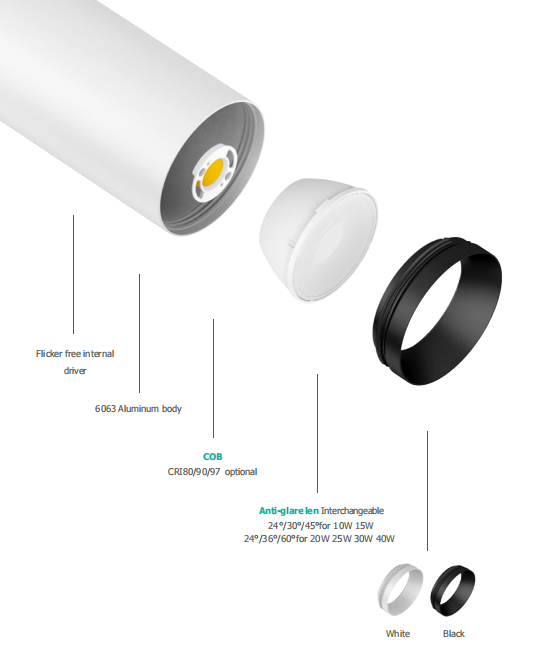 Flicker free internal
driver
6063 Aluminum body
COB
CRI80/90/97 optional
Anti-glare len Interchangeable
24°/30°/45°for 10W 15W
24°/36°/60°for 20W 25W 30W 40W
White
Black